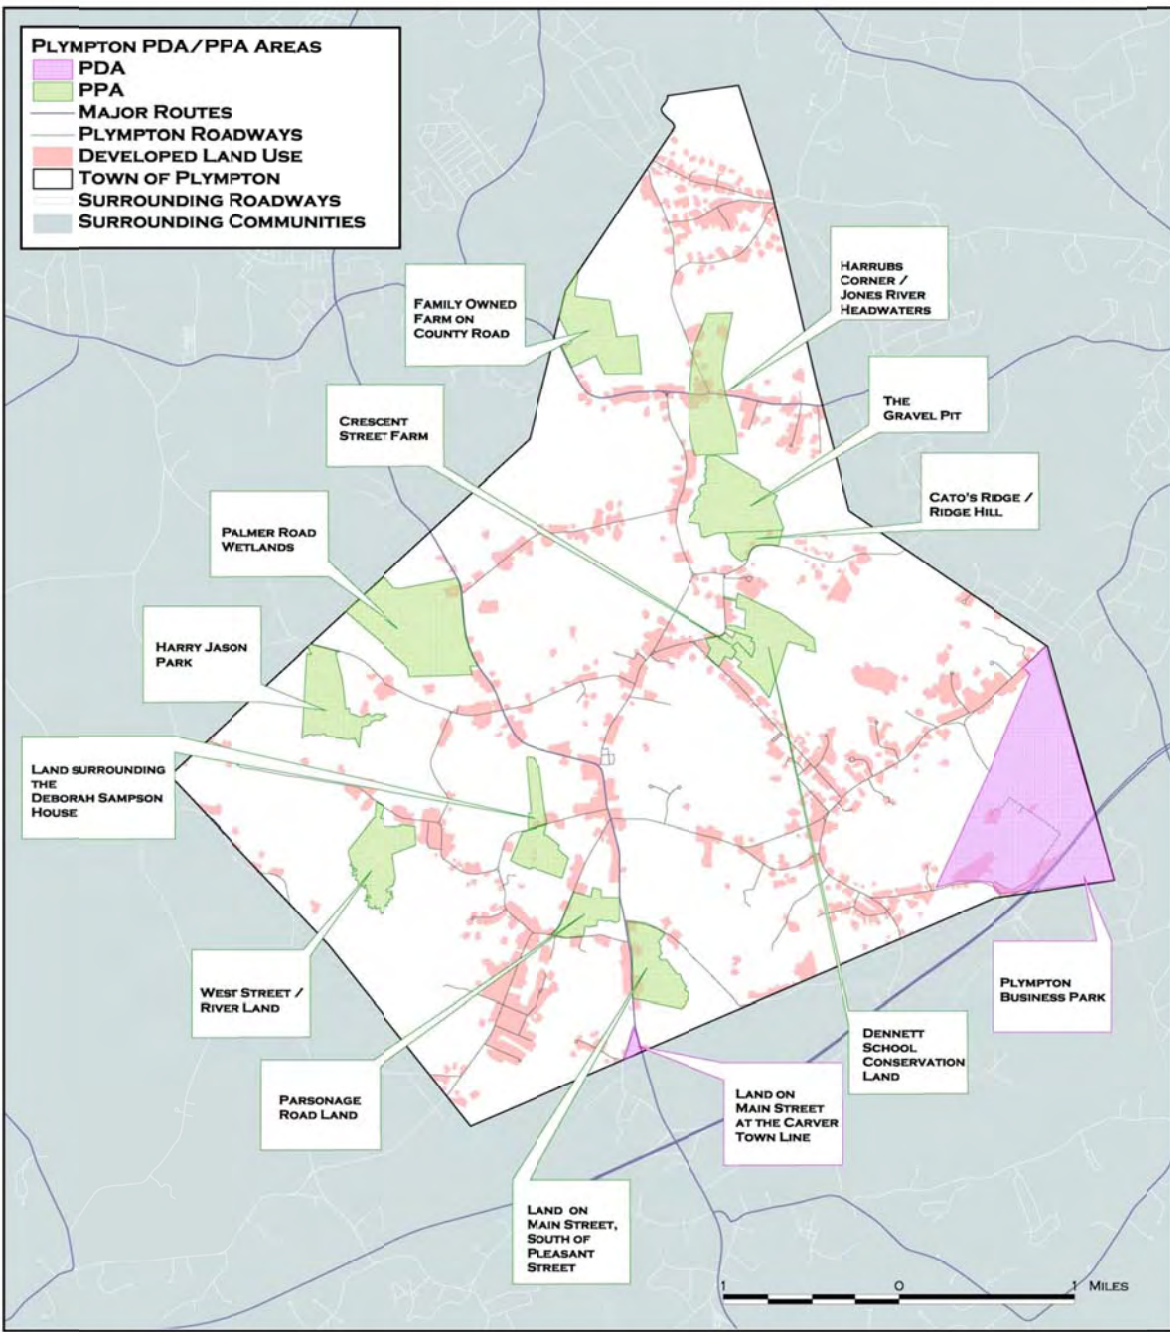 PLYMPTON PDA/PPA AREAS
PDA
PPA
MAJOR ROUTES
PLYMPTON ROADWAYS
DEVELOPED LAND USE
TOWN OF PLYMPTON
SURROUNDING ROADWAYS
SURROUNDING COMMUNITIES
HARRUBS
CORNER /
JONES RIVER
HEADWATERS
FAMILY OWNED
FARM ON
COUNTY ROAD
THE
GRAVEL PIT
CRESCENT
STREET FARM
CATO'S RIDGE /
RIDGE HILL
PALMER ROAD
WETLANDS
HARRY JASON
PARK
LAND SURROUNDING
THE
DEBORAH SAMPSON
HOUSE
WEST STREET /
RIVER LAND
PLYMPTON
BUSINESS PARK
DENNETT
SCHOOL
CONSERVATION
LAND
PARSONAGE
ROAD LAND
LAND ON
MAIN STREET
AT THE CARVER
TOWN LINE
LAND ON
MAIN STREET,
SOUTH OF
PLEASANT
STREET
1 0 1 MILES